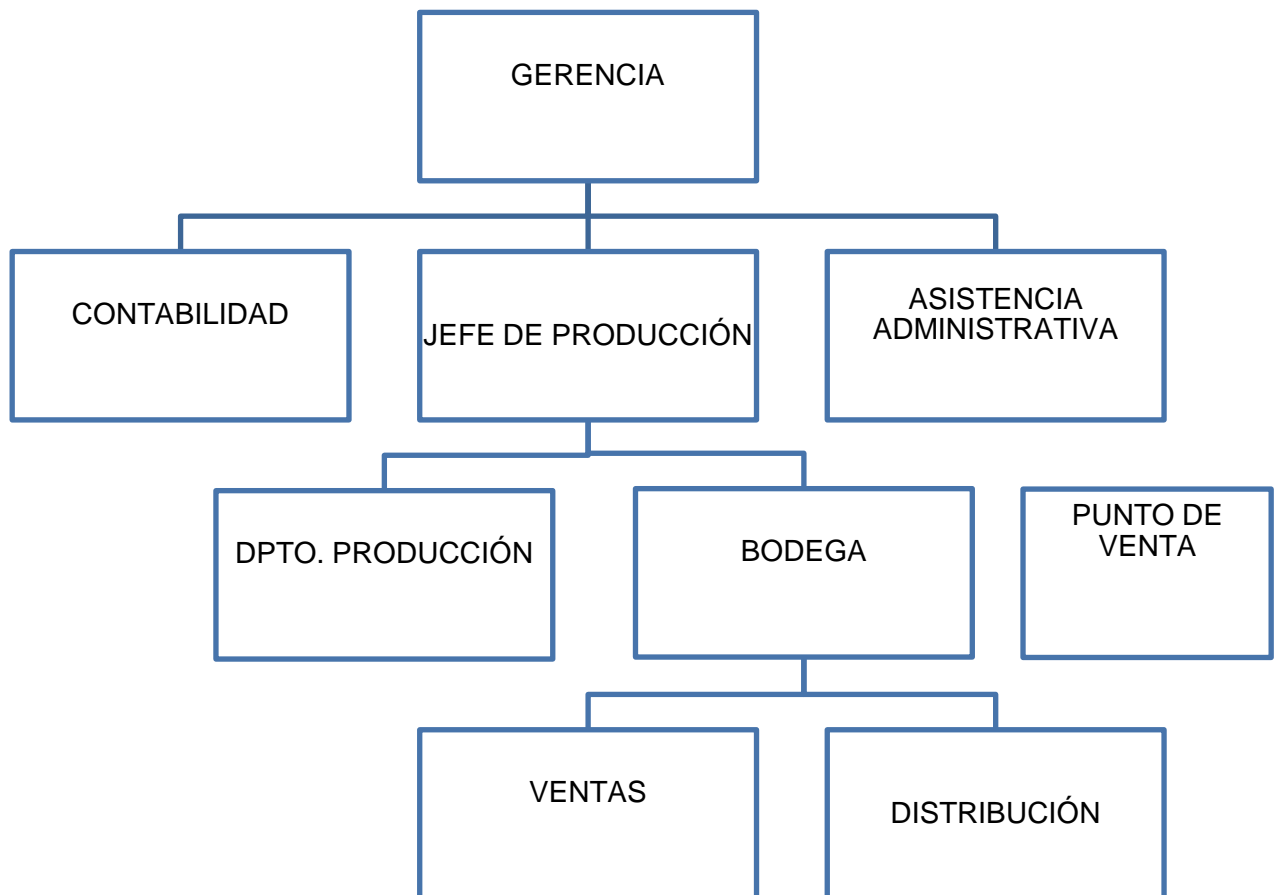 GERENCIA
CONTABILIDAD
JEFE DE PRODUCCIÓN
ASISTENCIA
ADMINISTRATIVA
DPTO. PRODUCCIÓN
BODEGA
PUNTO DE
VENTA
VENTAS
DISTRIBUCIÓN